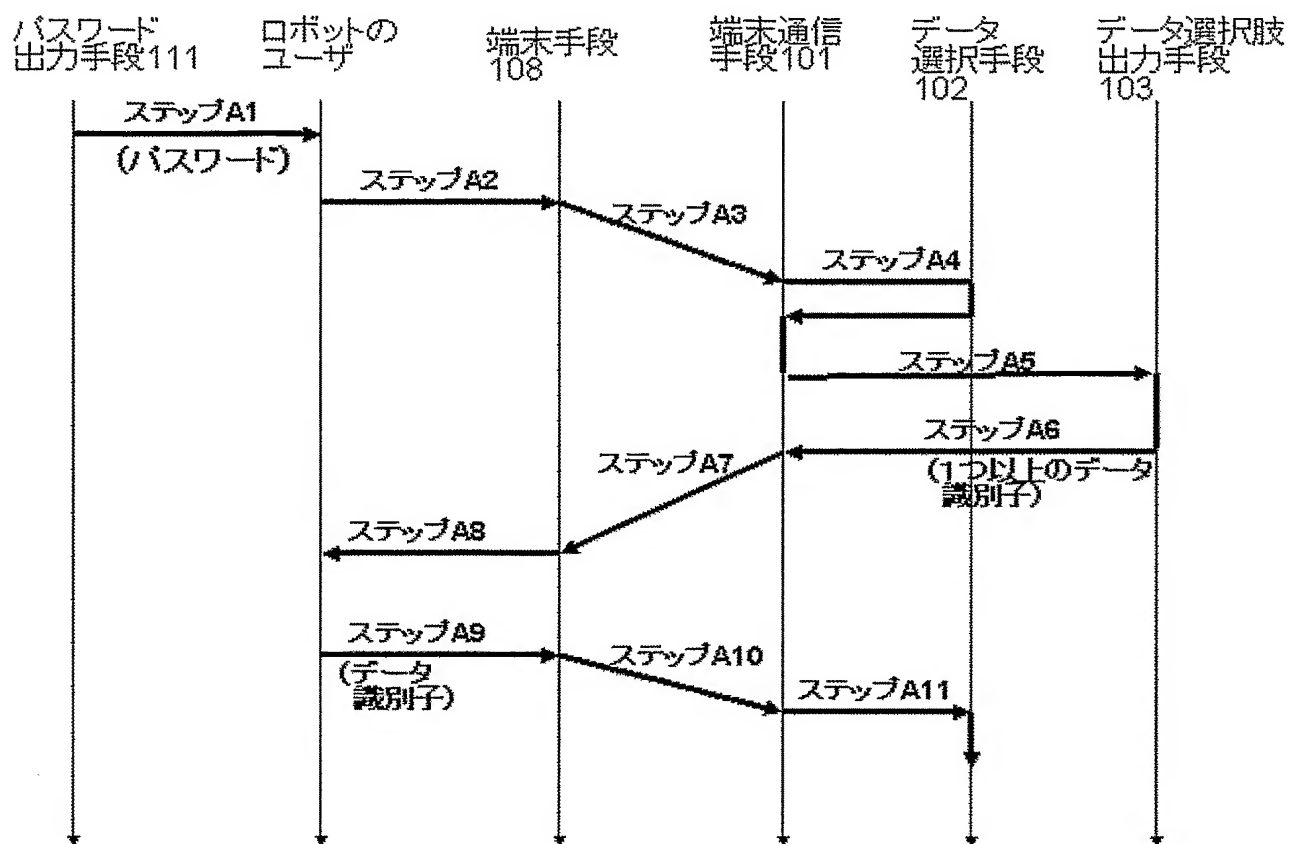 パスワード
出力手段111
ロボットの
ユーザ
端末手段
108
端末通信
手段101
データ
選択手段
102
データ選択肢
出力手段
103
ステップA1
(パスワード)
ステップA2
ステップA3
ステップA4
ステップA5
ステップA6
(1つ以上のデータ
識別子)
ステップA7
ステップA8
ステップA9
(データ
識別子)
ステップA10
ステップA11